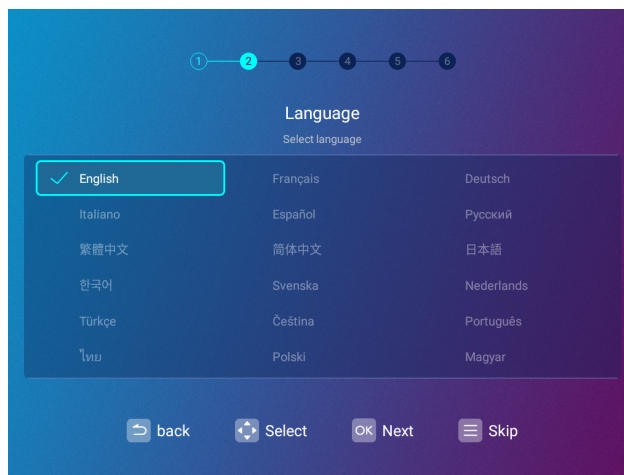 1 2 3 4 5 6
Language
Select language
English Français Deutsch
Italiano Español Русский
繁體中文 简体中文 日本語
한국어 Svenska Nederlands
Türkçe Čeština Português
ไทย Polski Magyar
back Select OK Next Skip